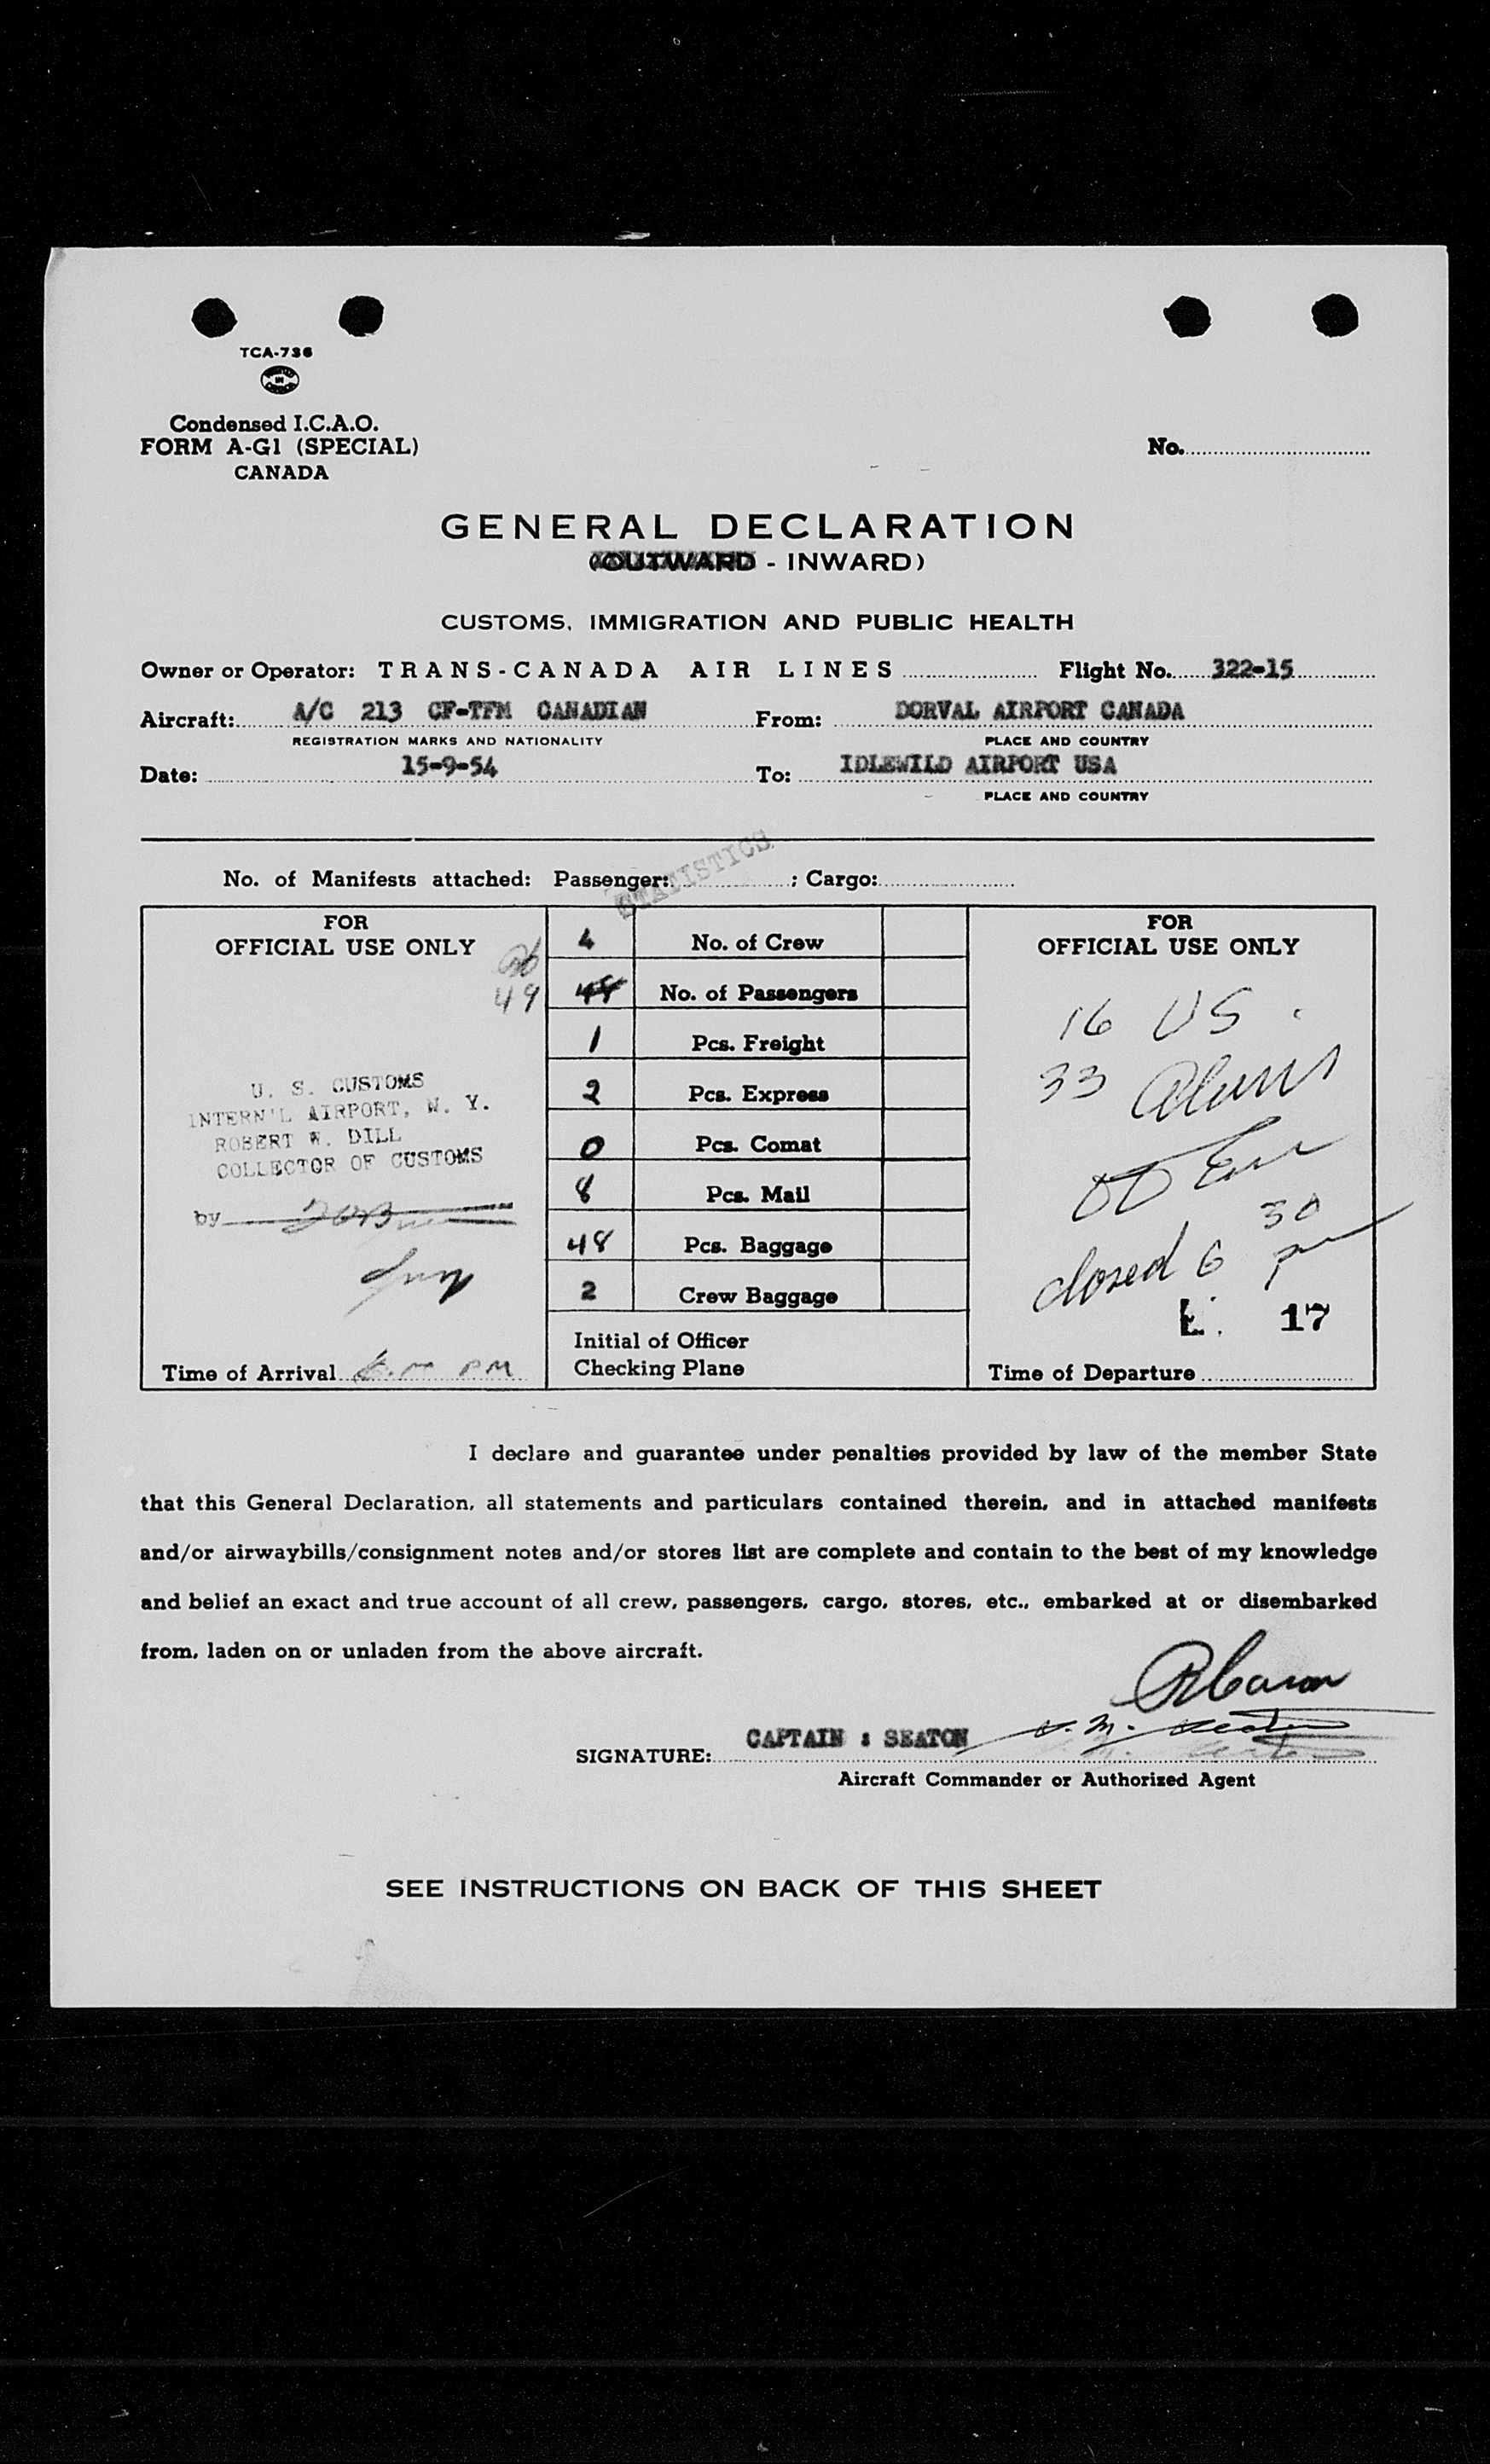 TCA-736
Condensed I.C.A.O.
FORM A-G1 (SPECIAL)
CANADA
No.
GENERAL DECLARATION
(OUTWARD - INWARD)
CUSTOMS, IMMIGRATION AND PUBLIC HEALTH
Owner or Operator: TRANS-CANADA AIR LINES Flight No. 322-15
Aircraft: A/C 213 CF-TFM CANADIAN From: DORVAL AIRPORT CANADA
REGISTRATION MARKS AND NATIONALITY PLACE AND COUNTRY
Date: 15-9-54 To: IDLEWILD AIRPORT USA
PLACE AND COUNTRY
STATISTICS
No. of Manifests attached: Passenger: ; Cargo:
FOR
OFFICIAL USE ONLY
49
U. S. CUSTOMS
INTERN'L AIRPORT, N. Y.
ROBERT W. DILL
COLLECTOR OF CUSTOMS
by
Time of Arrival PM
4 No. of Crew
48 No. of Passengers
1 Pcs. Freight
2 Pcs. Express
0 Pcs. Comat
8 Pcs. Mail
48 Pcs. Baggage
2 Crew Baggage
Initial of Officer
Checking Plane
FOR
OFFICIAL USE ONLY
16 US
33 Aliens
closed 6 30 pm
17
Time of Departure
I declare and guarantee under penalties provided by law of the member State
that this General Declaration, all statements and particulars contained therein, and in attached manifests
and/or airwaybills/consignment notes and/or stores list are complete and contain to the best of my knowledge
and belief an exact and true account of all crew, passengers, cargo, stores, etc., embarked at or disembarked
from, laden on or unladen from the above aircraft.
SIGNATURE: CAPTAIN : SEATON
Aircraft Commander or Authorized Agent
SEE INSTRUCTIONS ON BACK OF THIS SHEET